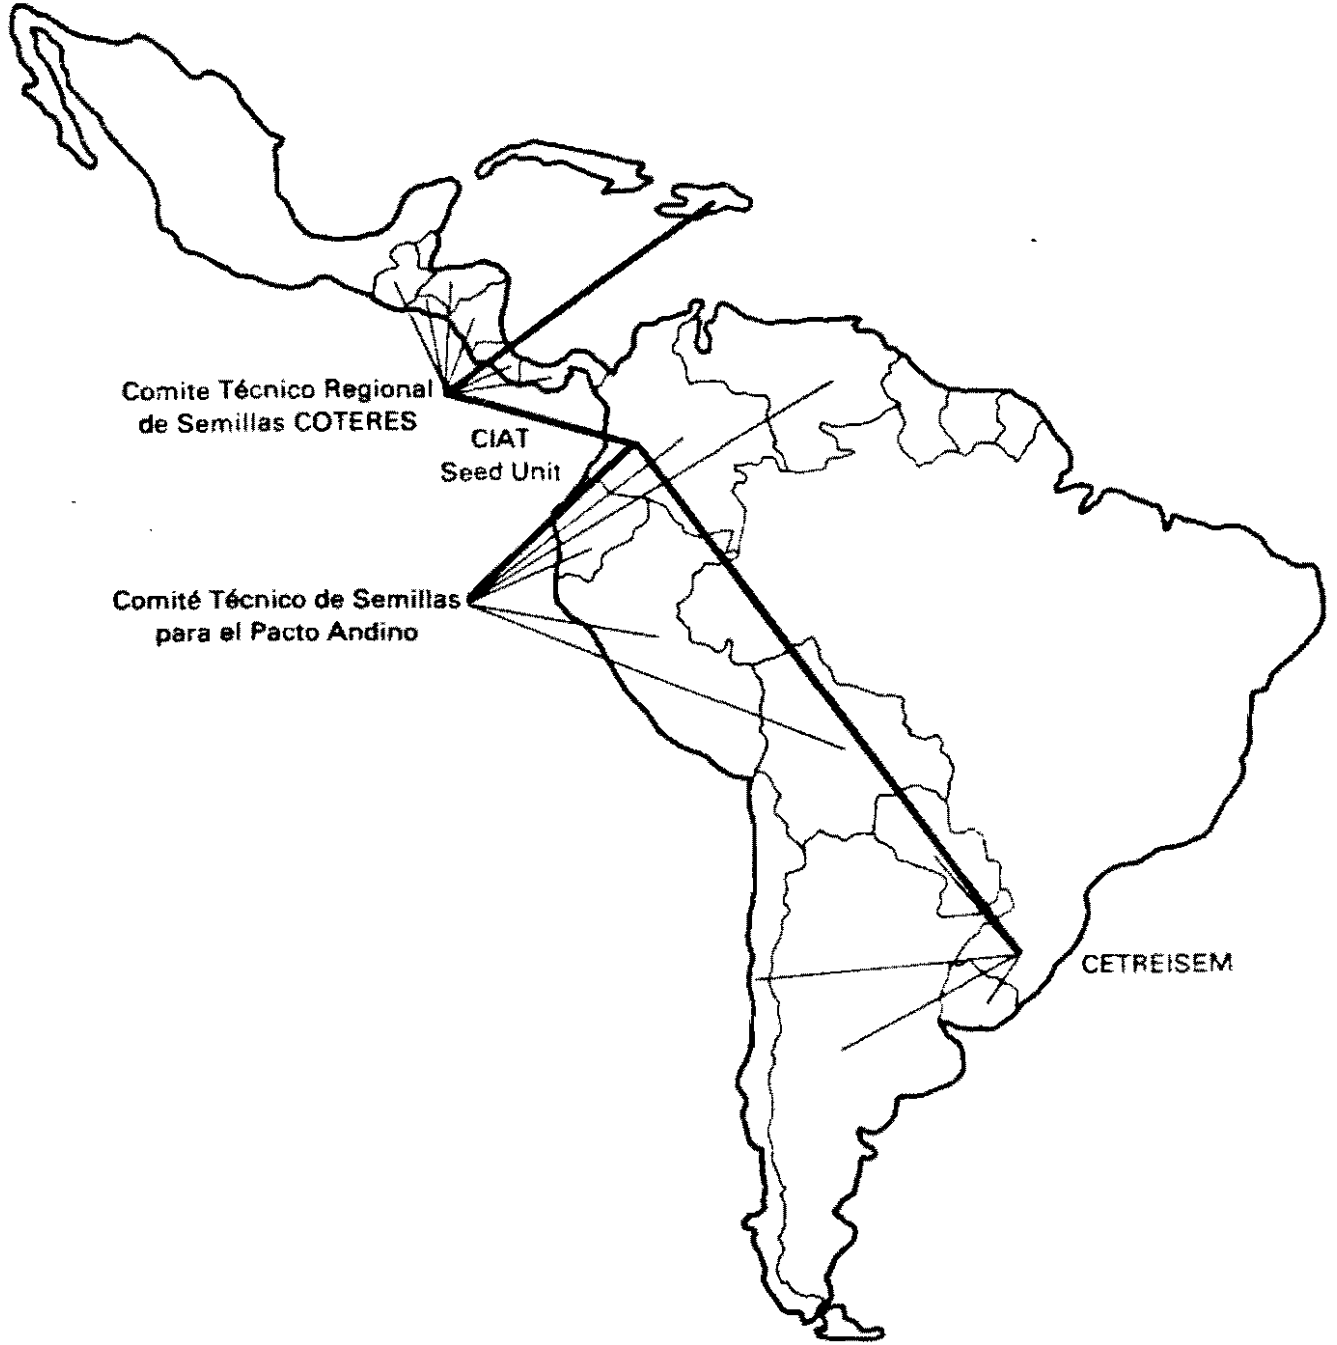 Comite Técnico Regional
de Semillas COTERES
CIAT
Seed Unit
Comité Técnico de Semillas
para el Pacto Andino
CETREISEM